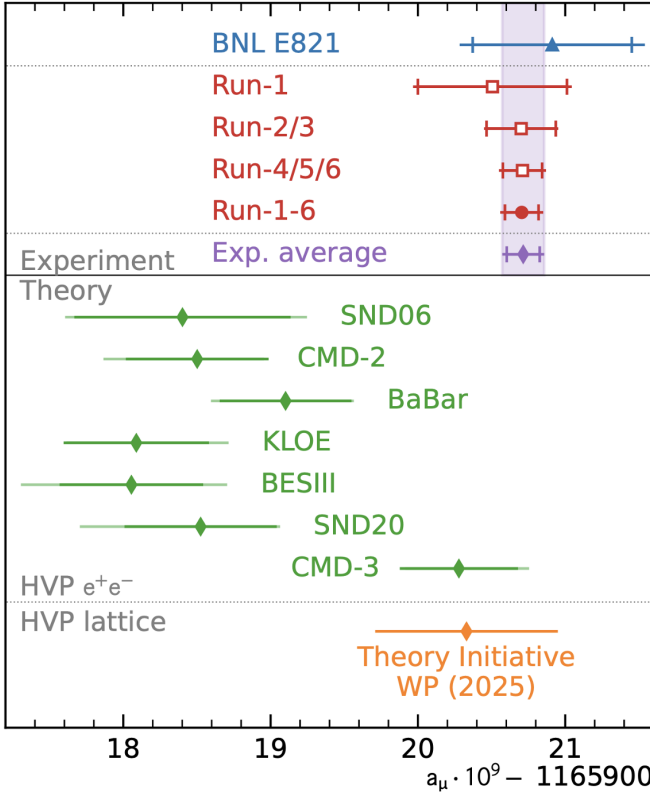 BNL E821
Run-1
Run-2/3
Run-4/5/6
Run-1-6
Exp. average
Experiment
Theory
SND06
CMD-2
BaBar
KLOE
BESIII
SND20
CMD-3
HVP e⁺e⁻
HVP lattice
Theory Initiative
WP (2025)
18 19 20 21
aμ · 10⁹ − 1165900